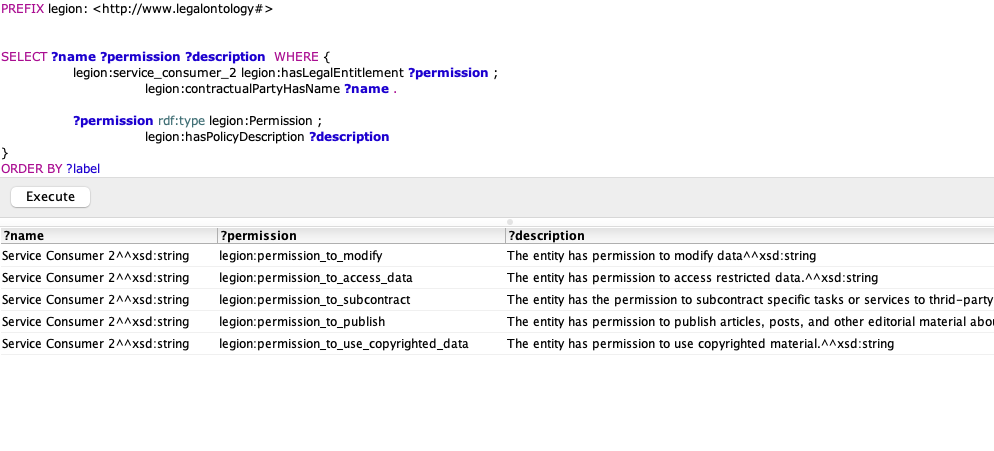 PREFIX legion: <http://www.legalontology#>
SELECT ?name ?permission ?description WHERE {
legion:service_consumer_2 legion:hasLegalEntitlement ?permission ;
legion:contractualPartyHasName ?name .
?permission rdf:type legion:Permission ;
legion:hasPolicyDescription ?description
}
ORDER BY ?label
Execute
?name ?permission ?description
Service Consumer 2^^xsd:string legion:permission_to_modify The entity has permission to modify data^^xsd:string
Service Consumer 2^^xsd:string legion:permission_to_access_data The entity has permission to access restricted data.^^xsd:string
Service Consumer 2^^xsd:string legion:permission_to_subcontract The entity has the permission to subcontract specific tasks or services to thrid-party
Service Consumer 2^^xsd:string legion:permission_to_publish The entity has permission to publish articles, posts, and other editorial material abou
Service Consumer 2^^xsd:string legion:permission_to_use_copyrighted_data The entity has permission to use copyrighted material.^^xsd:string